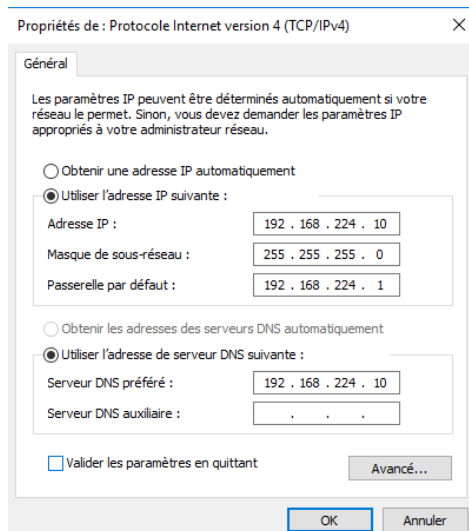 Propriétés de : Protocole Internet version 4 (TCP/IPv4)
Général
Les paramètres IP peuvent être déterminés automatiquement si votre
réseau le permet. Sinon, vous devez demander les paramètres IP
appropriés à votre administrateur réseau.
Obtenir une adresse IP automatiquement
Utiliser l'adresse IP suivante :
Adresse IP : 192 . 168 . 224 . 10
Masque de sous-réseau : 255 . 255 . 255 . 0
Passerelle par défaut : 192 . 168 . 224 . 1
Obtenir les adresses des serveurs DNS automatiquement
Utiliser l'adresse de serveur DNS suivante :
Serveur DNS préféré : 192 . 168 . 224 . 10
Serveur DNS auxiliaire : . . .
Valider les paramètres en quittant Avancé...
OK Annuler